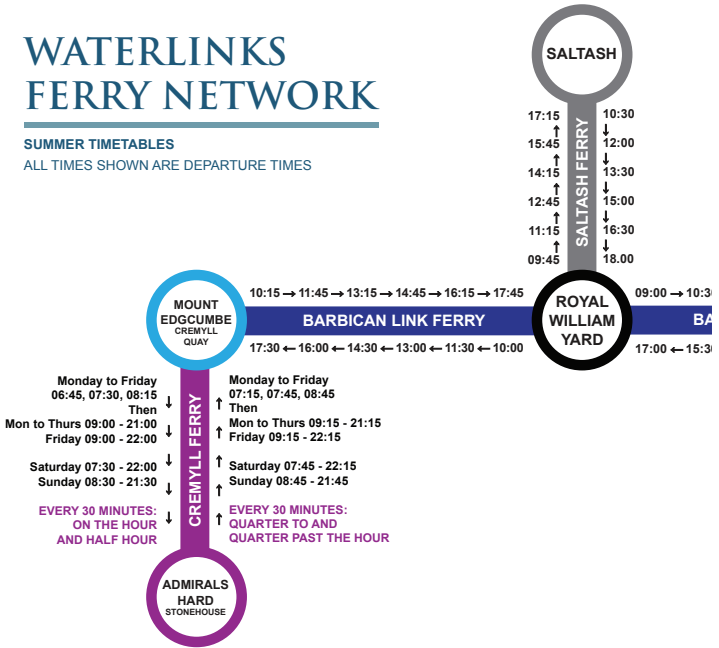 WATERLINKS
FERRY NETWORK
SUMMER TIMETABLES
ALL TIMES SHOWN ARE DEPARTURE TIMES
SALTASH
17:15
15:45
14:15
12:45
11:15
09:45
SALTASH FERRY
10:30
12:00
13:30
15:00
16:30
18.00
MOUNT
EDGCUMBE
CREMYLL
QUAY
10:15 → 11:45 → 13:15 → 14:45 → 16:15 → 17:45
BARBICAN LINK FERRY
17:30 ← 16:00 ← 14:30 ← 13:00 ← 11:30 ← 10:00
ROYAL
WILLIAM
YARD
09:00 → 10:30
BA
17:00 ← 15:30
Monday to Friday
06:45, 07:30, 08:15
Then
Mon to Thurs 09:00 - 21:00
Friday 09:00 - 22:00
Saturday 07:30 - 22:00
Sunday 08:30 - 21:30
EVERY 30 MINUTES:
ON THE HOUR
AND HALF HOUR
CREMYLL FERRY
Monday to Friday
07:15, 07:45, 08:45
Then
Mon to Thurs 09:15 - 21:15
Friday 09:15 - 22:15
Saturday 07:45 - 22:15
Sunday 08:45 - 21:45
EVERY 30 MINUTES:
QUARTER TO AND
QUARTER PAST THE HOUR
ADMIRALS
HARD
STONEHOUSE